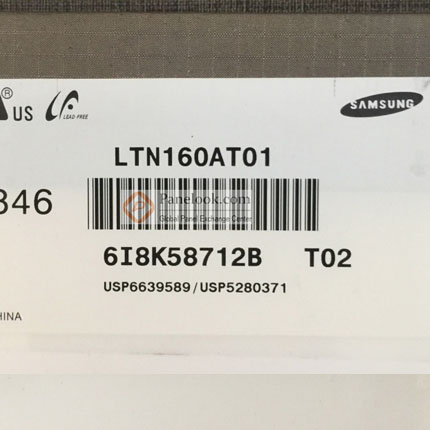 ® US LEAD-FREE SAMSUNG
LTN160AT01
346
Panelook.com
Global Panel Exchange Center
6I8K58712B T02
USP6639589/USP5280371
HINA